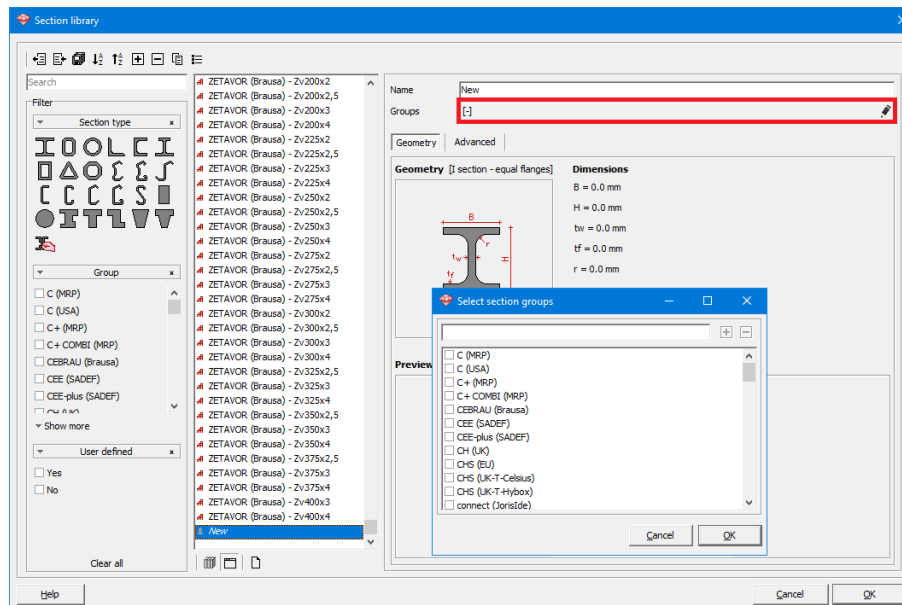 Section library
Search
Filter
Section type
Group
C (MRP)
C (USA)
C+ (MRP)
C+ COMBI (MRP)
CEBRAU (Brausa)
CEE (SADEF)
CEE-plus (SADEF)
CH (UK)
Show more
User defined
Yes
No
Clear all
ZETAVOR (Brausa) - Zv200x2
ZETAVOR (Brausa) - Zv200x2,5
ZETAVOR (Brausa) - Zv200x3
ZETAVOR (Brausa) - Zv200x4
ZETAVOR (Brausa) - Zv225x2
ZETAVOR (Brausa) - Zv225x2,5
ZETAVOR (Brausa) - Zv225x3
ZETAVOR (Brausa) - Zv225x4
ZETAVOR (Brausa) - Zv250x2
ZETAVOR (Brausa) - Zv250x2,5
ZETAVOR (Brausa) - Zv250x3
ZETAVOR (Brausa) - Zv250x4
ZETAVOR (Brausa) - Zv275x2
ZETAVOR (Brausa) - Zv275x2,5
ZETAVOR (Brausa) - Zv275x3
ZETAVOR (Brausa) - Zv275x4
ZETAVOR (Brausa) - Zv300x2
ZETAVOR (Brausa) - Zv300x2,5
ZETAVOR (Brausa) - Zv300x3
ZETAVOR (Brausa) - Zv300x4
ZETAVOR (Brausa) - Zv325x2,5
ZETAVOR (Brausa) - Zv325x3
ZETAVOR (Brausa) - Zv325x4
ZETAVOR (Brausa) - Zv350x2,5
ZETAVOR (Brausa) - Zv350x3
ZETAVOR (Brausa) - Zv350x4
ZETAVOR (Brausa) - Zv375x2,5
ZETAVOR (Brausa) - Zv375x3
ZETAVOR (Brausa) - Zv375x4
ZETAVOR (Brausa) - Zv400x3
ZETAVOR (Brausa) - Zv400x4
New
Name New
Groups [-]
Geometry Advanced
Geometry [I section - equal flanges]
B
r
tw
H
tf
Dimensions
B = 0.0 mm
H = 0.0 mm
tw = 0.0 mm
tf = 0.0 mm
r = 0.0 mm
Preview
Select section groups
C (MRP)
C (USA)
C+ (MRP)
C+ COMBI (MRP)
CEBRAU (Brausa)
CEE (SADEF)
CEE-plus (SADEF)
CH (UK)
CHS (EU)
CHS (UK-T-Celsius)
CHS (UK-T-Hybox)
connect (JorisIde)
Cancel OK
Help Cancel OK